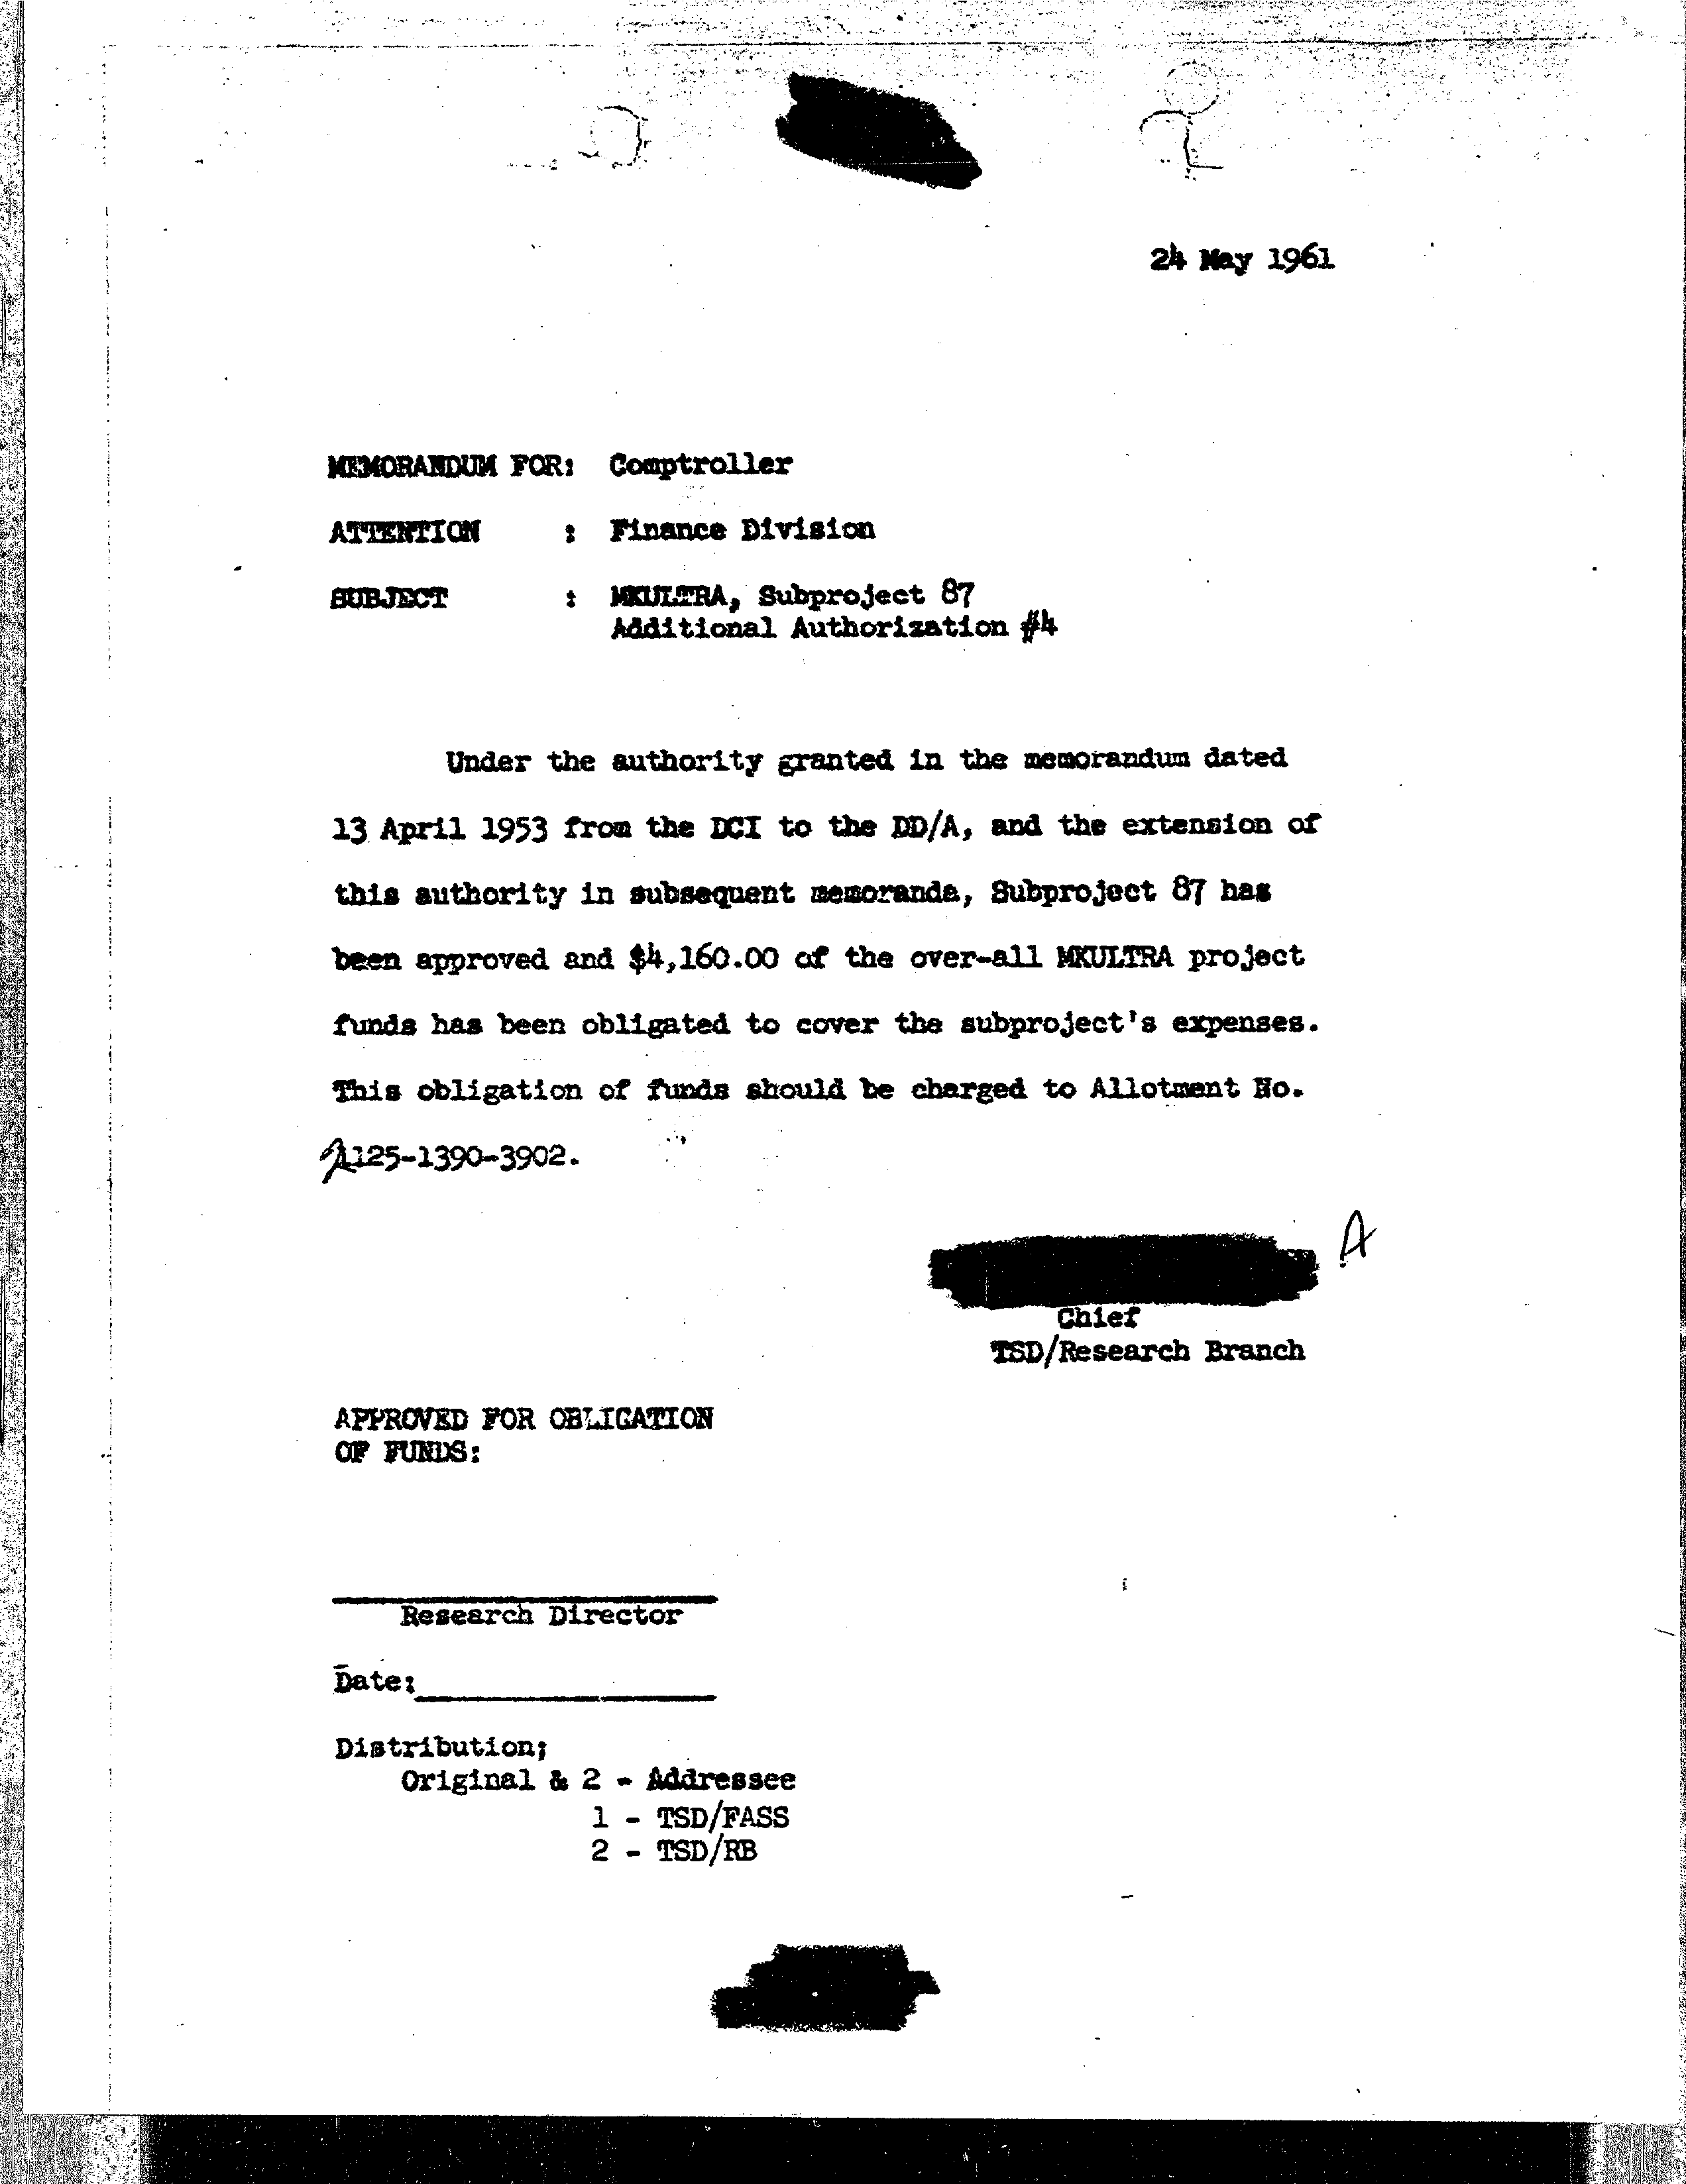 24 May 1961
MEMORANDUM FOR: Comptroller
ATTENTION : Finance Division
SUBJECT : MKULTRA, Subproject 87
Additional Authorization #4
Under the authority granted in the memorandum dated
13 April 1953 from the DCI to the DD/A, and the extension of
this authority in subsequent memoranda, Subproject 87 has
been approved and $4,160.00 of the over-all MKULTRA project
funds has been obligated to cover the subproject's expenses.
This obligation of funds should be charged to Allotment No.
2125-1390-3902.
A
Chief
TSD/Research Branch
APPROVED FOR OBLIGATION
OF FUNDS:
Research Director
Date:
Distribution;
Original & 2 - Addressee
1 - TSD/FASS
2 - TSD/RB